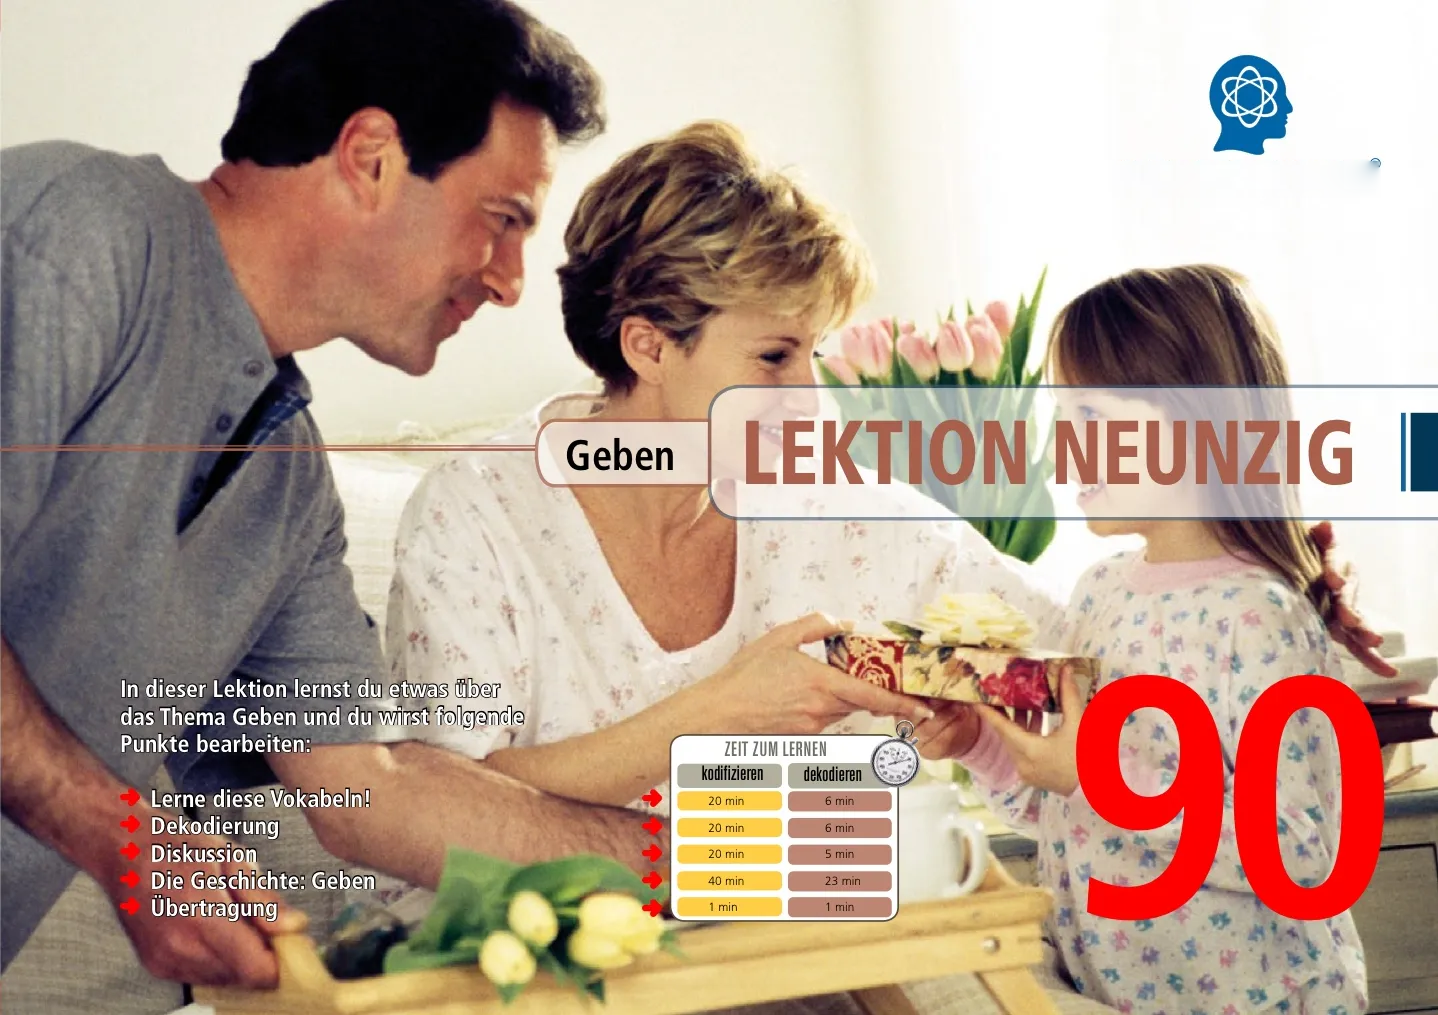 Geben
LEKTION NEUNZIG
In dieser Lektion lernst du etwas über
das Thema Geben und du wirst folgende
Punkte bearbeiten:
Lerne diese Vokabeln!
Dekodierung
Diskussion
Die Geschichte: Geben
Übertragung
ZEIT ZUM LERNEN
kodifizieren dekodieren
20 min 6 min
20 min 6 min
20 min 5 min
40 min 23 min
1 min 1 min
90